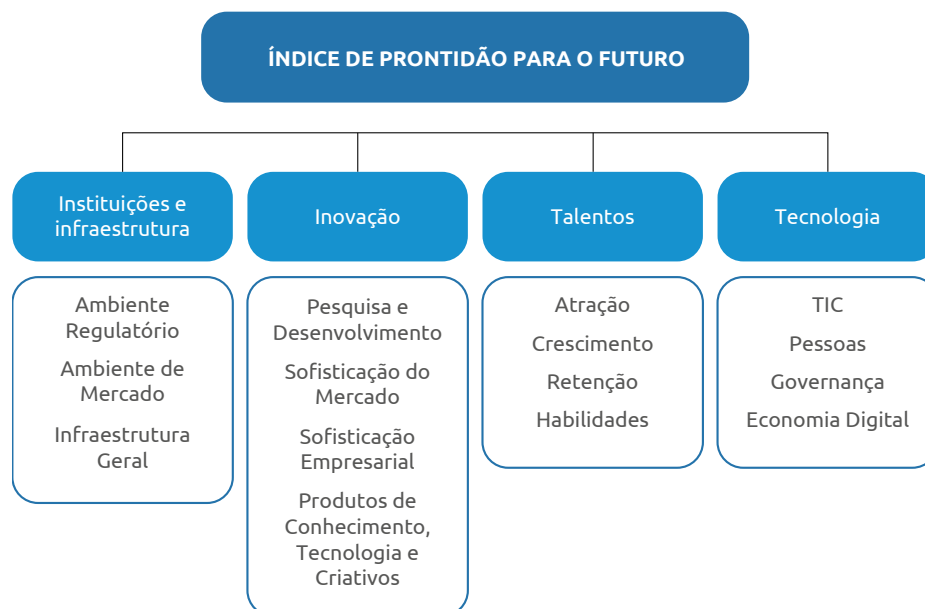 ÍNDICE DE PRONTIDÃO PARA O FUTURO
Instituições e
infraestrutura
Ambiente
Regulatório
Ambiente de
Mercado
Infraestrutura
Geral
Inovação
Pesquisa e
Desenvolvimento
Sofisticação do
Mercado
Sofisticação
Empresarial
Produtos de
Conhecimento,
Tecnologia e
Criativos
Talentos
Atração
Crescimento
Retenção
Habilidades
Tecnologia
TIC
Pessoas
Governança
Economia Digital